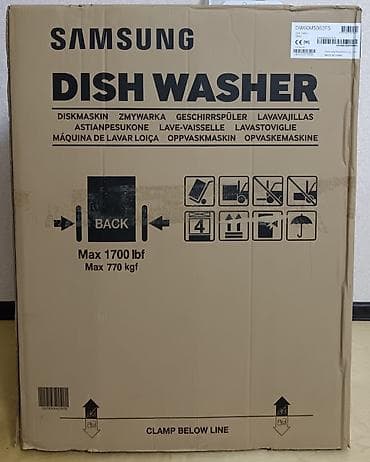 SAMSUNG
DISH WASHER
DISKMASKIN ZMYWARKA GESCHIRRSPÜLER LAVAVAJILLAS
ASTIANPESUKONE LAVE-VAISSELLE LAVASTOVIGLIE
MÁQUINA DE LAVAR LOIÇA OPPVASKMASKIN OPVASKEMASKINE
BACK
4
Max 1700 lbf
Max 770 kgf
CLAMP BELOW LINE